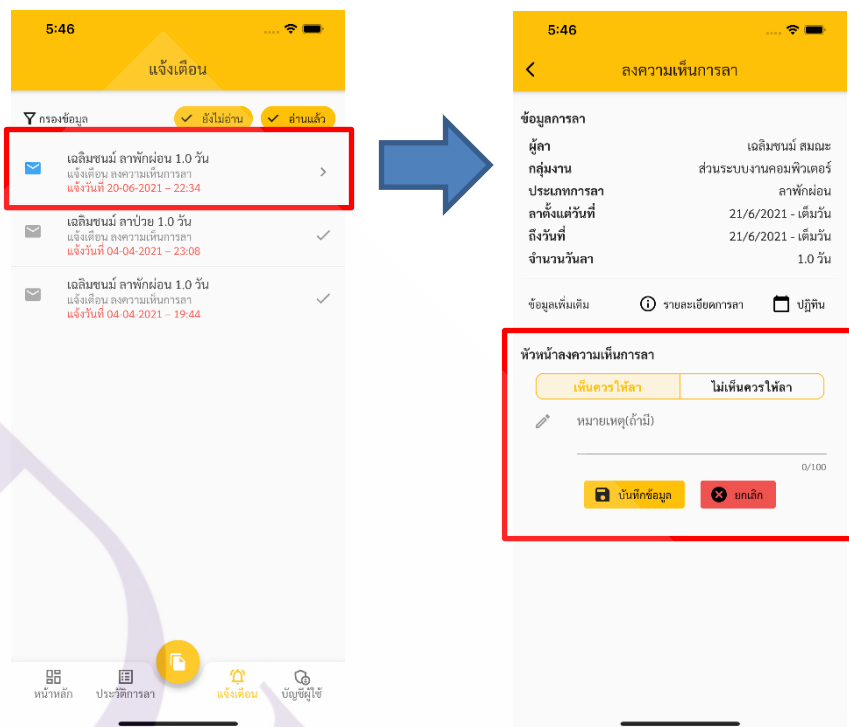 5:46
แจ้งเตือน
กรองข้อมูล
ยังไม่อ่าน
อ่านแล้ว
เฉลิมชนม์ ลาพักผ่อน 1.0 วัน
แจ้งเตือน ลงความเห็นการลา
แจ้งวันที่ 20-06-2021 – 22:34
เฉลิมชนม์ ลาป่วย 1.0 วัน
แจ้งเตือน ลงความเห็นการลา
แจ้งวันที่ 04-04-2021 – 23:08
เฉลิมชนม์ ลาพักผ่อน 1.0 วัน
แจ้งเตือน ลงความเห็นการลา
แจ้งวันที่ 04-04-2021 – 19:44
หน้าหลัก
ประวัติการลา
แจ้งเตือน
บัญชีผู้ใช้
5:46
ลงความเห็นการลา
ข้อมูลการลา
ผู้ลา เฉลิมชนม์ สมณะ
กลุ่มงาน ส่วนระบบงานคอมพิวเตอร์
ประเภทการลา ลาพักผ่อน
ลาตั้งแต่วันที่ 21/6/2021 - เต็มวัน
ถึงวันที่ 21/6/2021 - เต็มวัน
จำนวนวันลา 1.0 วัน
ข้อมูลเพิ่มเติม รายละเอียดการลา ปฏิทิน
หัวหน้าลงความเห็นการลา
เห็นควรให้ลา ไม่เห็นควรให้ลา
หมายเหตุ(ถ้ามี)
0/100
บันทึกข้อมูล ยกเลิก